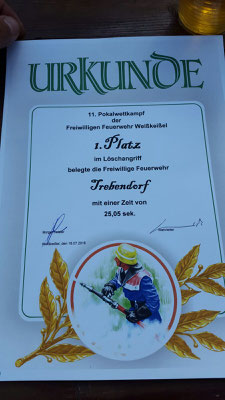 URKUNDE
11. Pokalwettkampf
der
Freiwilligen Feuerwehr Weißkeißel
1. Platz
im Löschangriff
belegte die Freiwillige Feuerwehr
Trebendorf
mit einer Zeit von
25,05 sek.